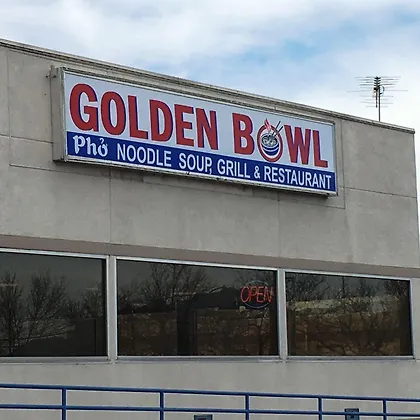 GOLDEN BOWL
Phở NOODLE SOUP, GRILL & RESTAURANT
OPEN